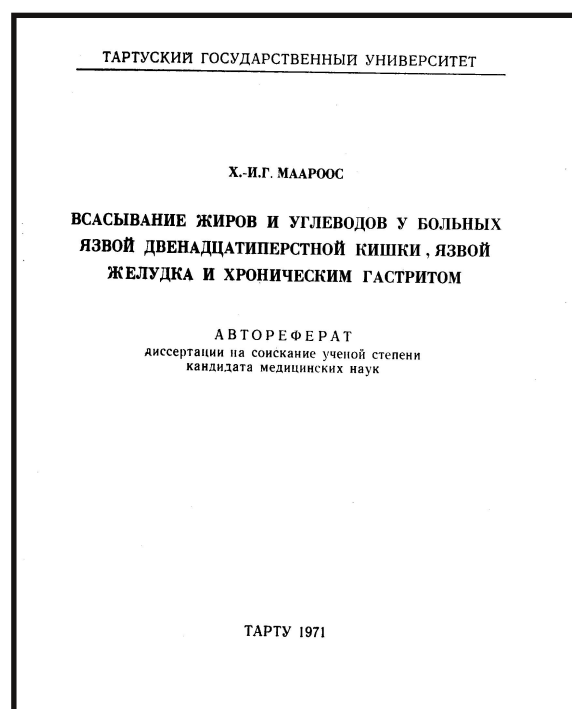 ТАРТУСКИЙ ГОСУДАРСТВЕННЫЙ УНИВЕРСИТЕТ
Х.-И.Г. МААРООС
ВСАСЫВАНИЕ ЖИРОВ И УГЛЕВОДОВ У БОЛЬНЫХ
ЯЗВОЙ ДВЕНАДЦАТИПЕРСТНОЙ КИШКИ , ЯЗВОЙ
ЖЕЛУДКА И ХРОНИЧЕСКИМ ГАСТРИТОМ
АВТОРЕФЕРАТ
диссертации на соискание ученой степени
кандидата медицинских наук
ТАРТУ 1971